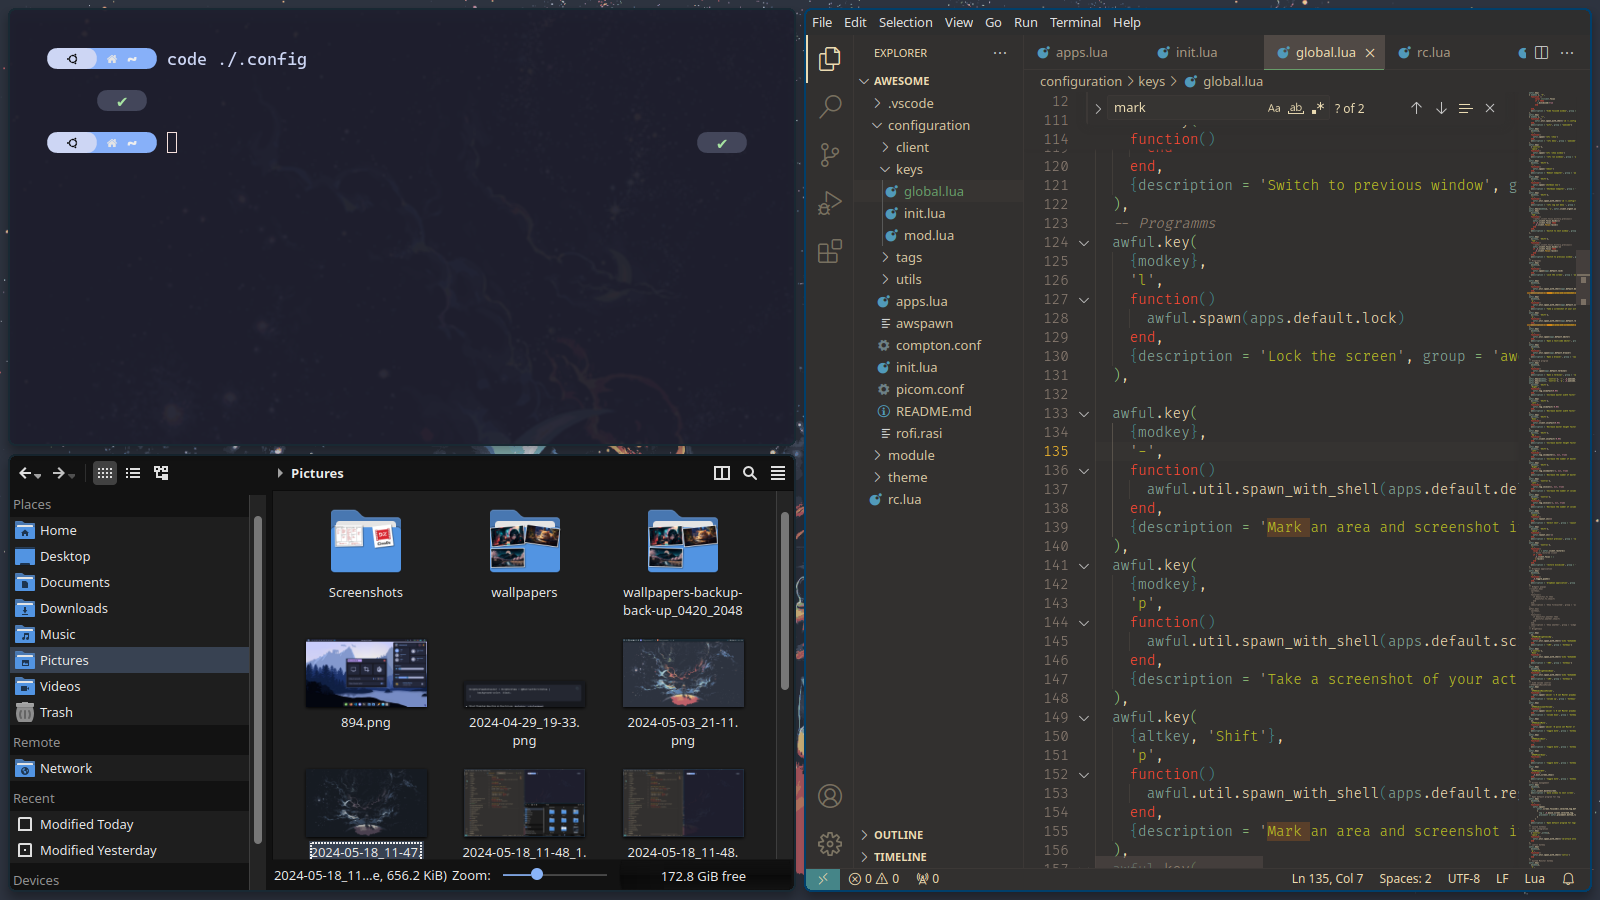 code ./.config
Pictures
Places
Home
Desktop
Documents
Downloads
Music
Pictures
Videos
Trash
Remote
Network
Recent
Modified Today
Modified Yesterday
Devices
Screenshots
wallpapers
wallpapers-backup-
back-up_0420_2048
894.png
2024-04-29_19-33.
png
2024-05-03_21-11.
png
2024-05-18_11-47.
2024-05-18_11-48_1.
2024-05-18_11-48.
2024-05-18_11...e, 656.2 KiB) Zoom:
172.8 GiB free
File Edit Selection View Go Run Terminal Help
EXPLORER
AWESOME
.vscode
configuration
client
keys
global.lua
init.lua
mod.lua
tags
utils
apps.lua
awspawn
compton.conf
init.lua
picom.conf
README.md
rofi.rasi
module
theme
rc.lua
OUTLINE
TIMELINE
apps.lua init.lua global.lua rc.lua
configuration > keys > global.lua
mark Aa ab ? of 2
12
111
114 function()
120 end,
121 {description = 'Switch to previous window', g
122 ),
123 -- Programms
124 awful.key(
125 {modkey},
126 'l',
127 function()
128 awful.spawn(apps.default.lock)
129 end,
130 {description = 'Lock the screen', group = 'aw
131 ),
132
133 awful.key(
134 {modkey},
135 '-',
136 function()
137 awful.util.spawn_with_shell(apps.default.de
138 end,
139 {description = 'Mark an area and screenshot i
140 ),
141 awful.key(
142 {modkey},
143 'p',
144 function()
145 awful.util.spawn_with_shell(apps.default.sc
146 end,
147 {description = 'Take a screenshot of your act
148 ),
149 awful.key(
150 {altkey, 'Shift'},
151 'p',
152 function()
153 awful.util.spawn_with_shell(apps.default.re
154 end,
155 {description = 'Mark an area and screenshot i
156 ),
157 awful.key(
0 0 0
Ln 135, Col 7 Spaces: 2 UTF-8 LF Lua